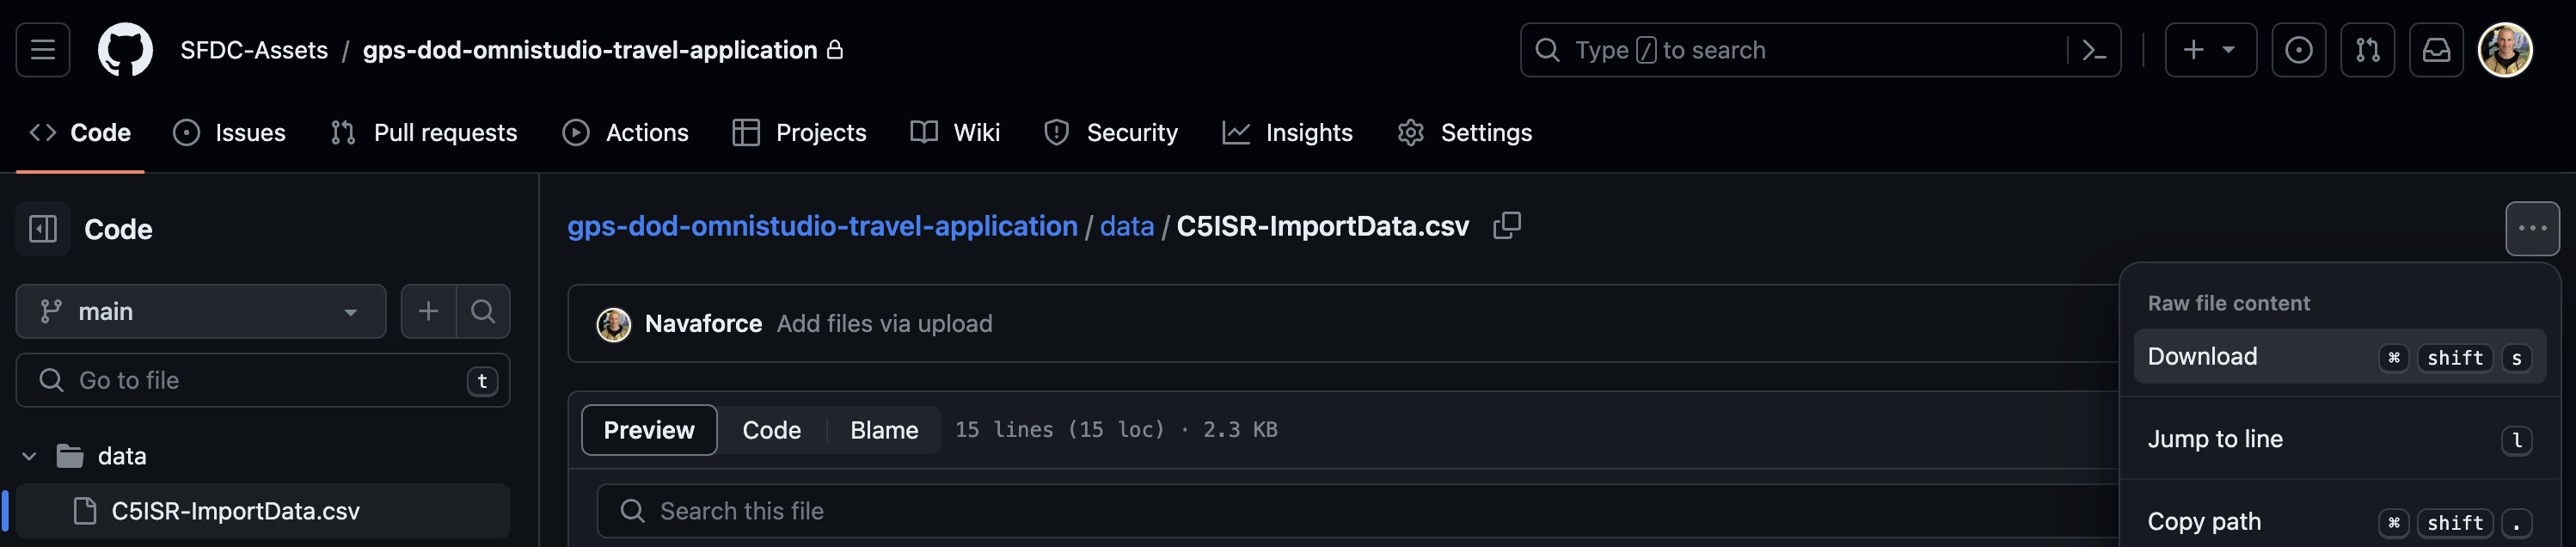 SFDC-Assets / gps-dod-omnistudio-travel-application
Type / to search
Code Issues Pull requests Actions Projects Wiki Security Insights Settings
Code
main
Go to file t
data
C5ISR-ImportData.csv
gps-dod-omnistudio-travel-application / data / C5ISR-ImportData.csv
Navaforce Add files via upload
Preview Code Blame 15 lines (15 loc) · 2.3 KB
Search this file
Raw file content
Download ⌘ shift s
Jump to line l
Copy path ⌘ shift .